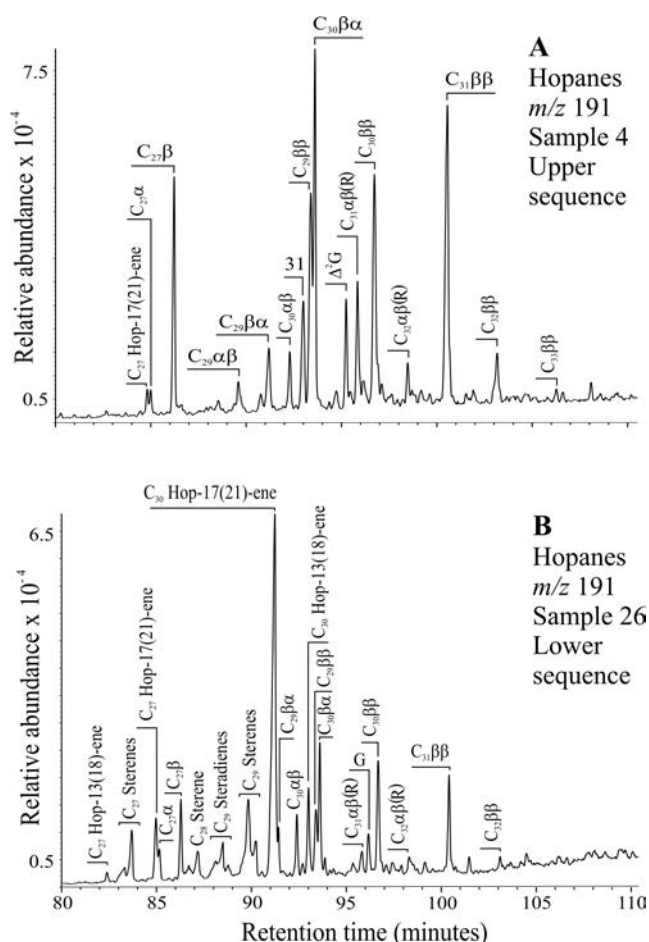 A
Hopanes
m/z 191
Sample 4
Upper
sequence
Relative abundance x 10⁻⁴
7.5
0.5
C₂₇ Hop-17(21)-ene
C₂₇α
C₂₇β
C₂₉αβ
C₂₉βα
C₃₀αβ
31
C₂₉ββ
C₃₀βα
Δ²G
C₃₁αβ(R)
C₃₀ββ
C₃₂αβ(R)
C₃₁ββ
C₃₂ββ
C₃₃ββ
B
Hopanes
m/z 191
Sample 26
Lower
sequence
Relative abundance x 10⁻⁴
6.5
0.5
C₂₇ Hop-13(18)-ene
C₂₇ Sterenes
C₂₇ Hop-17(21)-ene
C₂₇α
C₂₇β
C₂₈ Sterene
C₂₉ Steradienes
C₂₉ Sterenes
C₃₀ Hop-17(21)-ene
C₂₉βα
C₃₀αβ
C₃₀ Hop-13(18)-ene
C₂₉ββ
C₃₀βα
C₃₁αβ(R)
G
C₃₀ββ
C₃₂αβ(R)
C₃₁ββ
C₃₂ββ
80 85 90 95 100 105 110
Retention time (minutes)